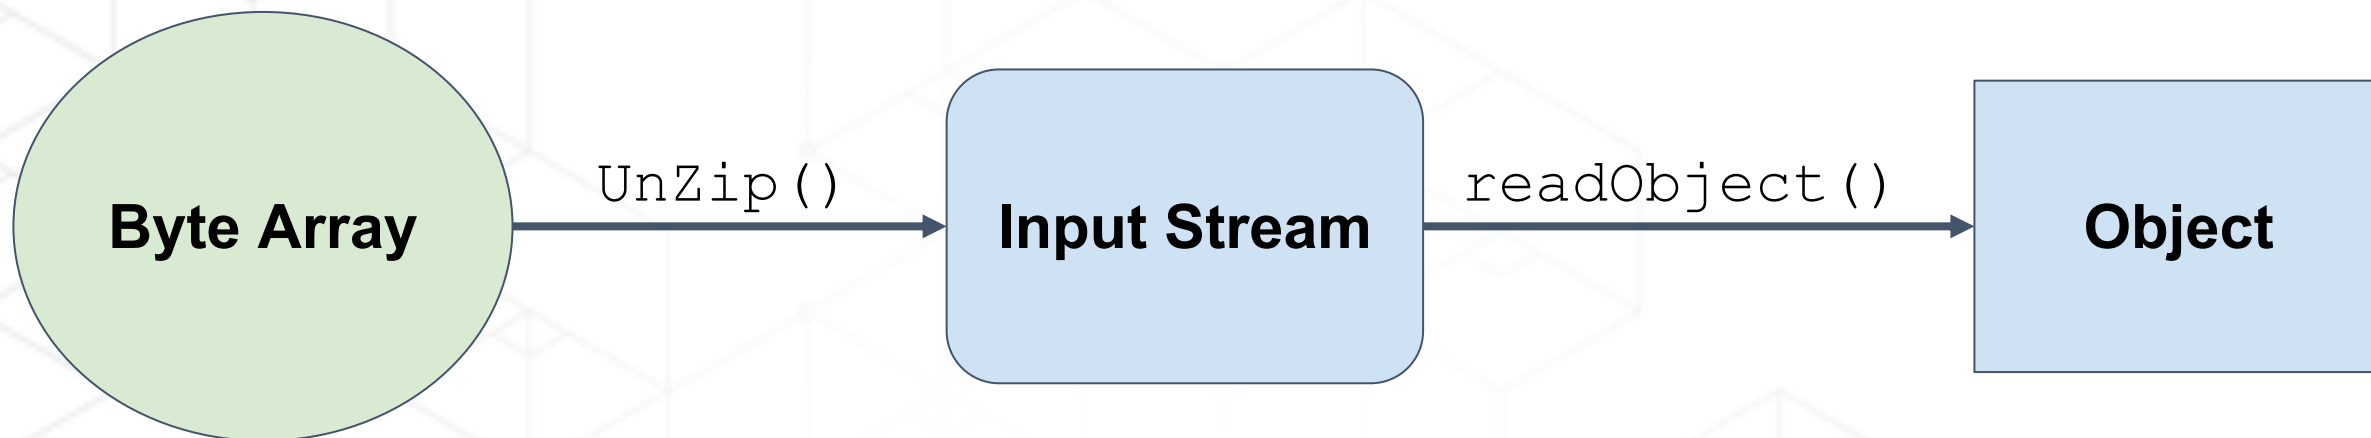 Byte Array
UnZip()
Input Stream
readObject()
Object